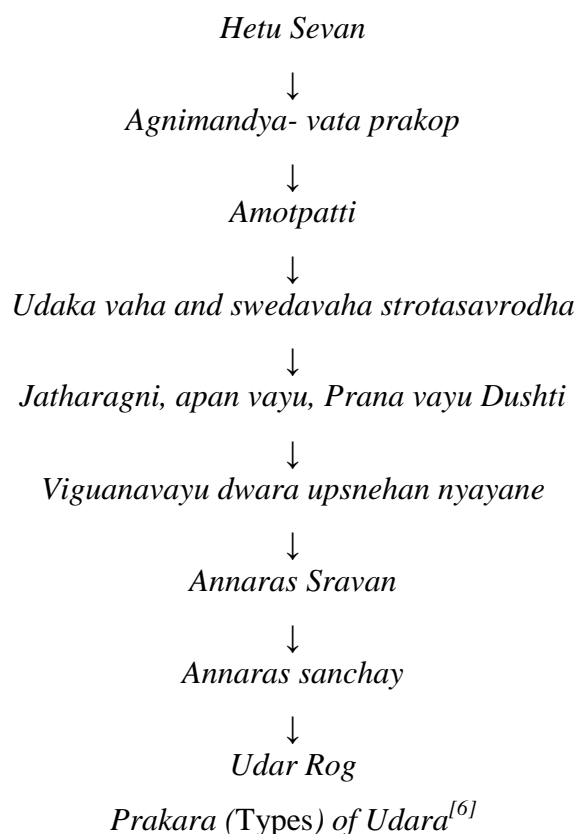 Hetu Sevan
↓
Agnimandya- vata prakop
↓
Amotpatti
↓
Udaka vaha and swedavaha strotasavrodha
↓
Jatharagni, apan vayu, Prana vayu Dushti
↓
Viguanavayu dwara upsnehan nyayane
↓
Annaras Sravan
↓
Annaras sanchay
↓
Udar Rog
Prakara (Types) of Udara[6]